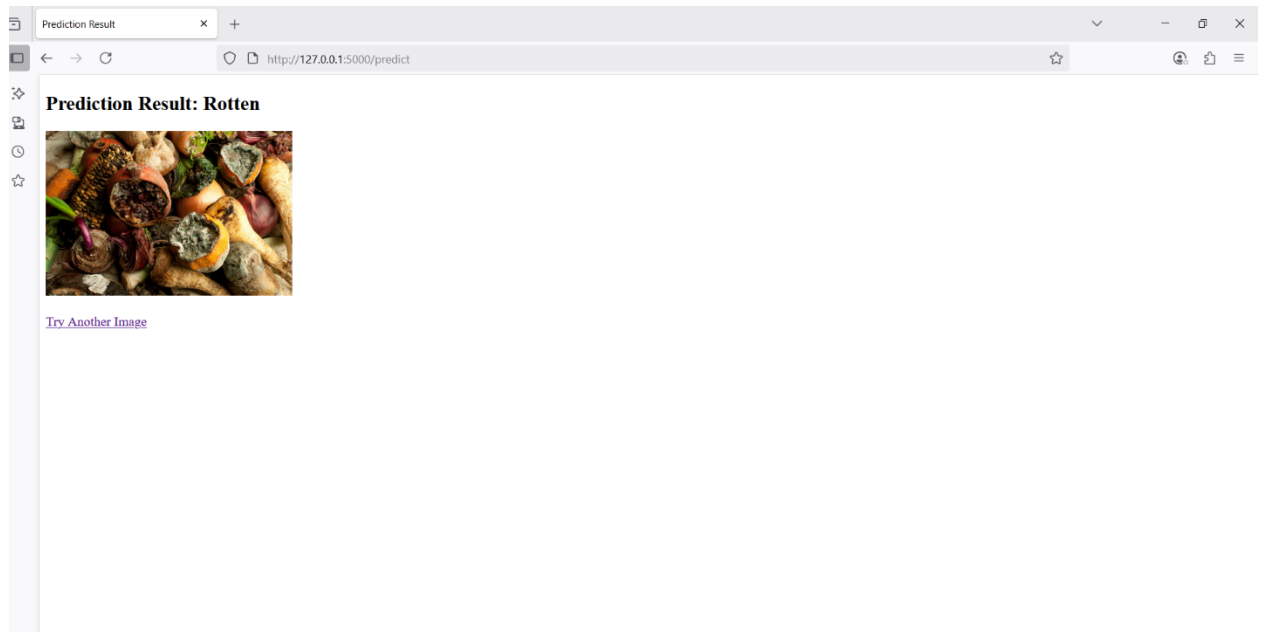 Prediction Result
http://127.0.0.1:5000/predict
Prediction Result: Rotten
Try Another Image